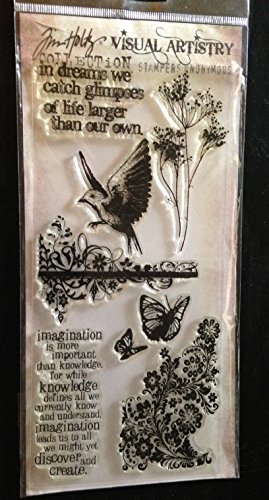 Tim Holtz VISUAL ARTISTRY
COLLECTION STAMPERS ANONYMOUS
in dreams we
catch glimpses
of life larger
than our own.
imagination
is more
important
than knowledge.
for while
knowledge
defines all we
currently know
and understand,
imagination
leads us to all
we might yet
discover and
create.